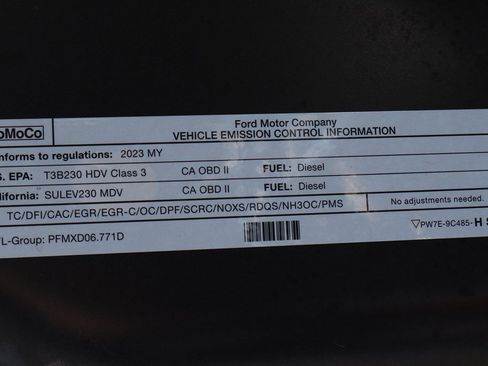 oMoCo
Ford Motor Company
VEHICLE EMISSION CONTROL INFORMATION
nforms to regulations: 2023 MY
S. EPA: T3B230 HDV Class 3 CA OBD II FUEL: Diesel
lifornia: SULEV230 MDV CA OBD II FUEL: Diesel
TC/DFI/CAC/EGR/EGR-C/OC/DPF/SCRC/NOXS/RDQS/NH3OC/PMS
No adjustments needed.
L-Group: PFMXD06.771D
PW7E-9C485-H S